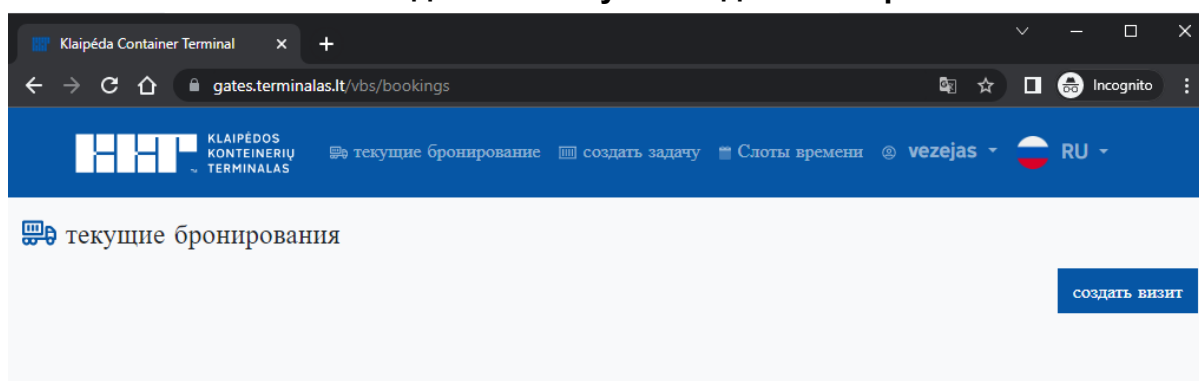 Klaipéda Container Terminal
gates.terminalas.lt/vbs/bookings
Incognito
KLAIPĖDOS
KONTEINERIŲ
TERMINALAS
текущие бронирование создать задачу Слоты времени vezejas RU
текущие бронирования
создать визит